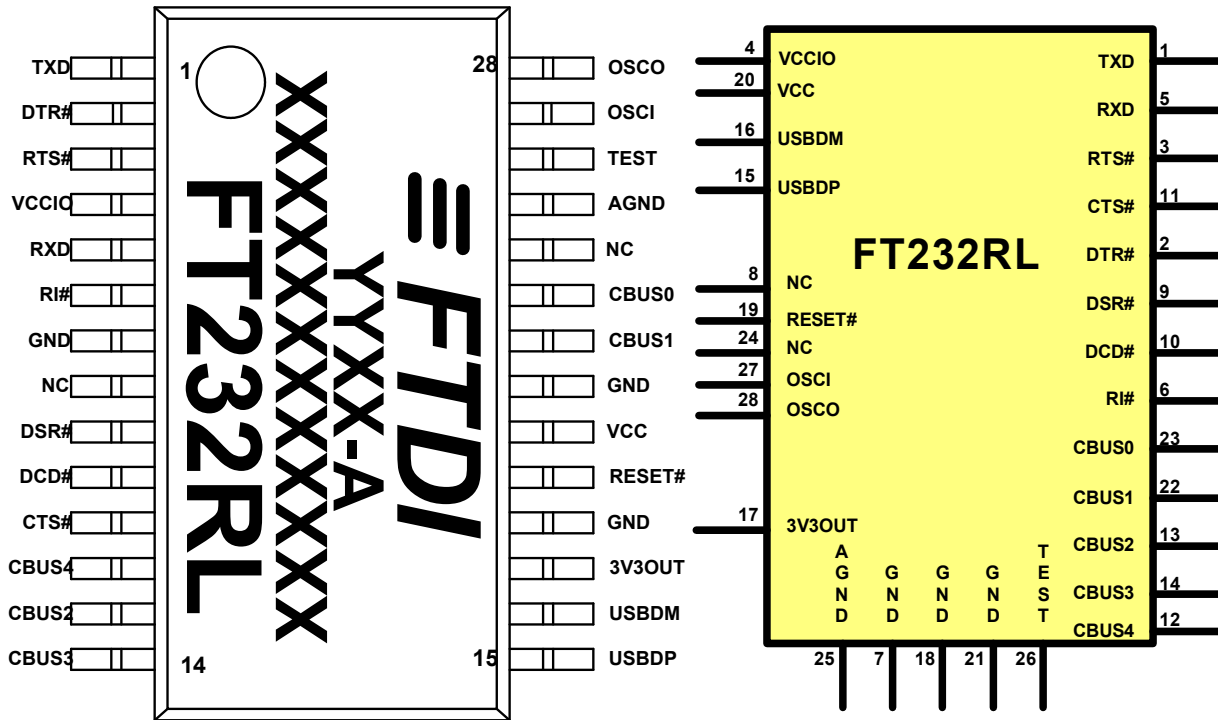 TXD
DTR#
RTS#
VCCIO
RXD
RI#
GND
NC
DSR#
DCD#
CTS#
CBUS4
CBUS2
CBUS3
1
28
14
15
FTDI
YYXX-A
XXXXXXXXXXXX
FT232RL
OSCO
OSCI
TEST
AGND
NC
CBUS0
CBUS1
GND
VCC
RESET#
GND
3V3OUT
USBDM
USBDP
FT232RL
4 VCCIO
20 VCC
16 USBDM
15 USBDP
8 NC
19 RESET#
24 NC
27 OSCI
28 OSCO
17 3V3OUT
TXD 1
RXD 5
RTS# 3
CTS# 11
DTR# 2
DSR# 9
DCD# 10
RI# 6
CBUS0 23
CBUS1 22
CBUS2 13
CBUS3 14
CBUS4 12
AGND
GND
GND
GND
TEST
25 7 18 21 26